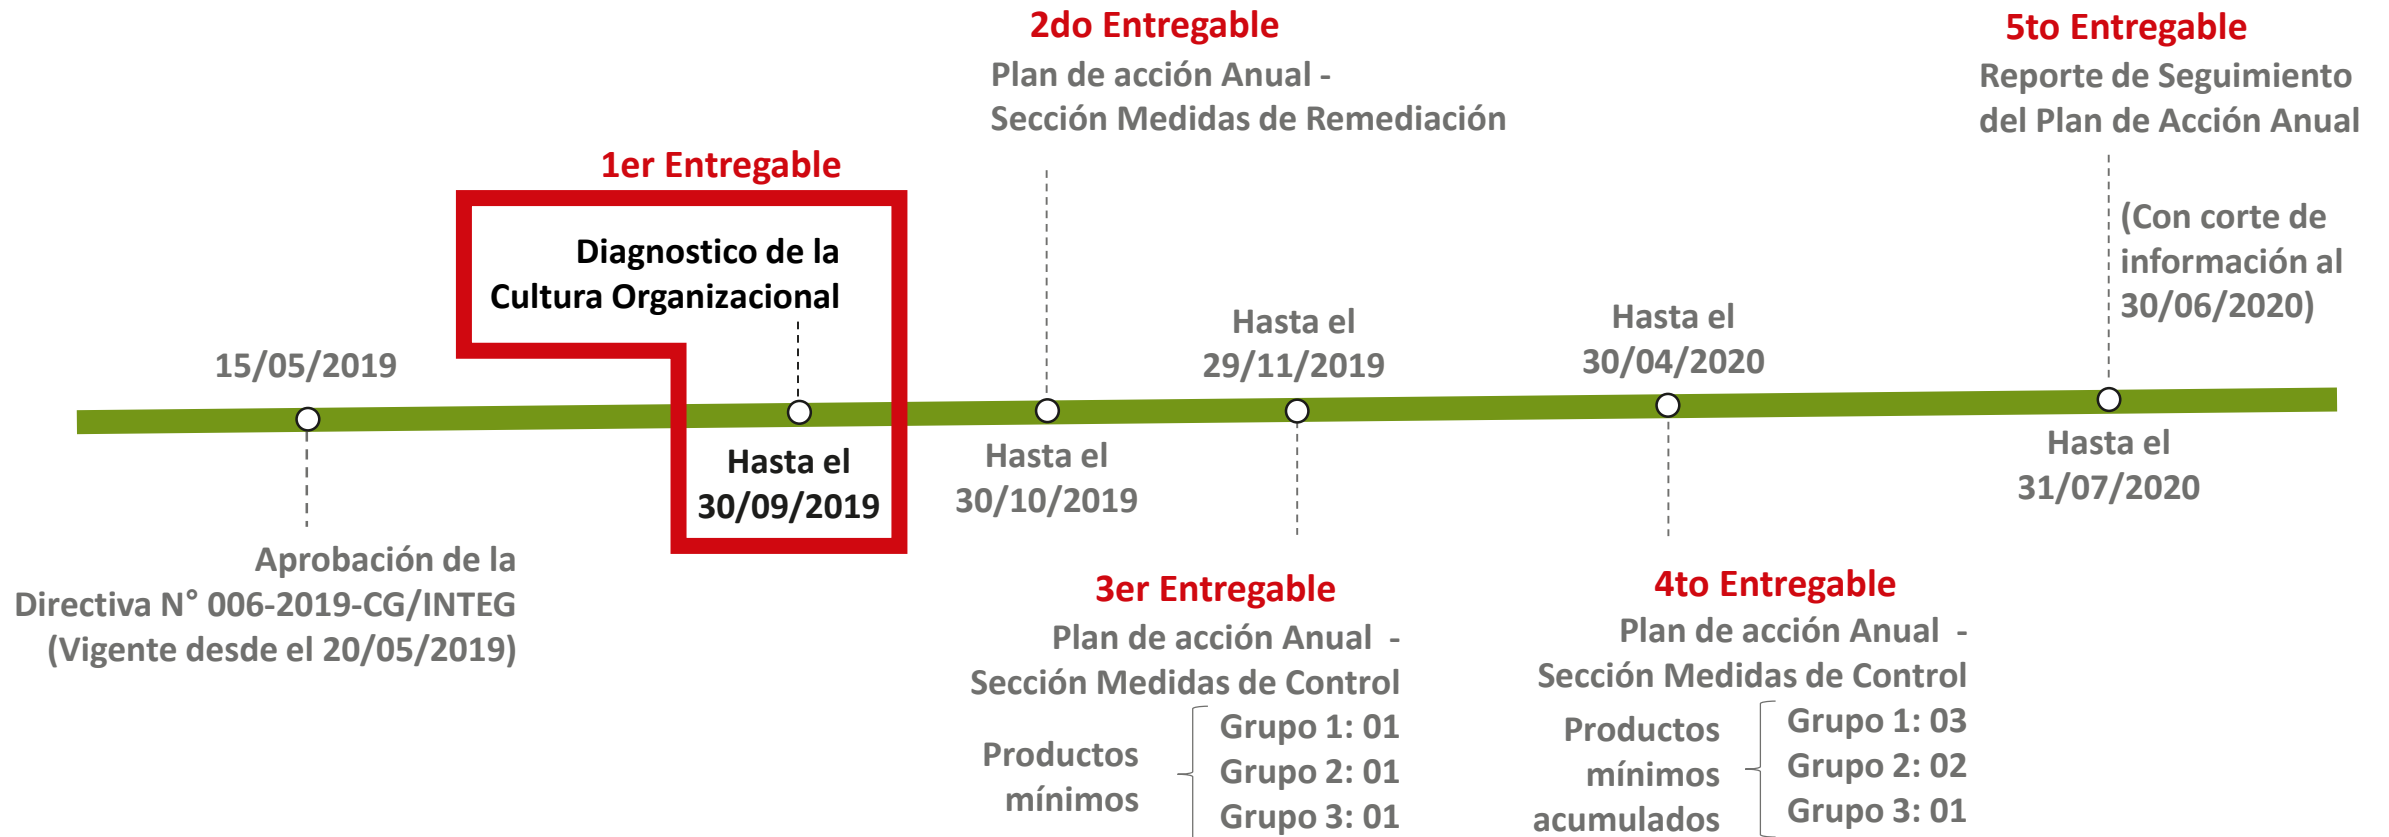 15/05/2019
Aprobación de la
Directiva N° 006-2019-CG/INTEG
(Vigente desde el 20/05/2019)
1er Entregable
Diagnostico de la
Cultura Organizacional
Hasta el
30/09/2019
2do Entregable
Plan de acción Anual -
Sección Medidas de Remediación
Hasta el
30/10/2019
Hasta el
29/11/2019
3er Entregable
Plan de acción Anual -
Sección Medidas de Control
Productos
mínimos
Grupo 1: 01
Grupo 2: 01
Grupo 3: 01
Hasta el
30/04/2020
4to Entregable
Plan de acción Anual -
Sección Medidas de Control
Productos
mínimos
acumulados
Grupo 1: 03
Grupo 2: 02
Grupo 3: 01
5to Entregable
Reporte de Seguimiento
del Plan de Acción Anual
(Con corte de
información al
30/06/2020)
Hasta el
31/07/2020